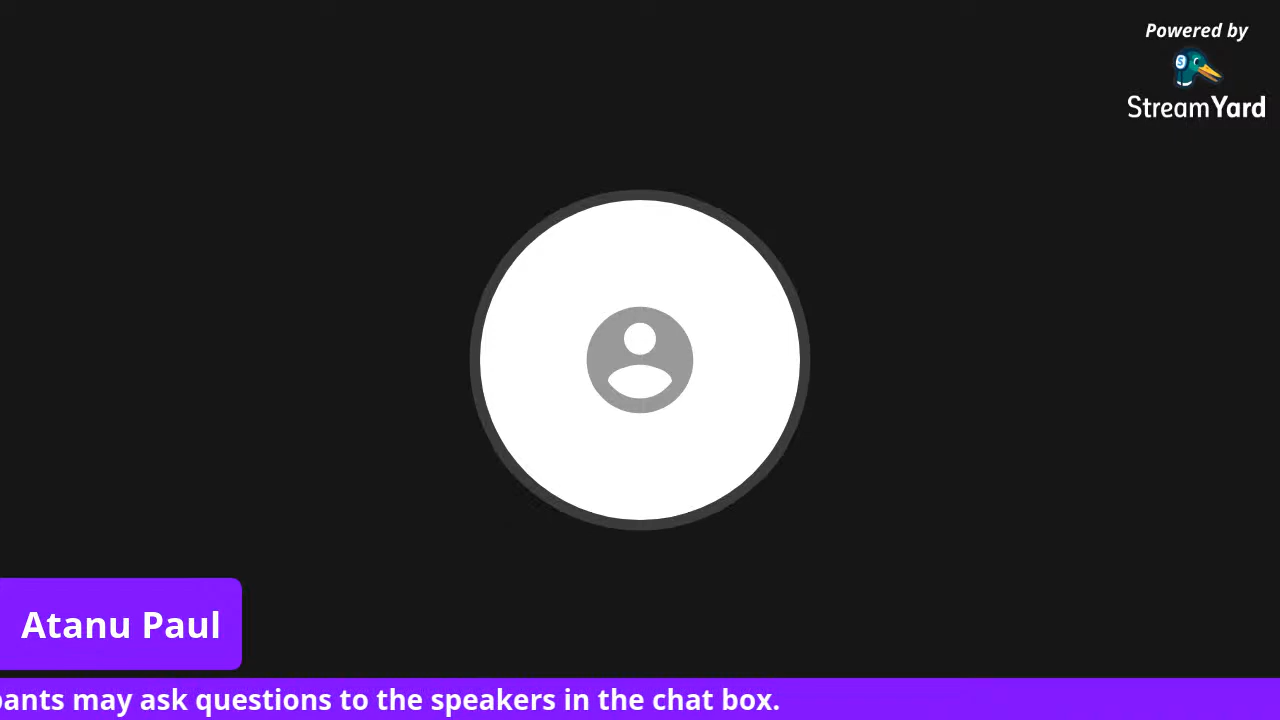 Powered by
S
StreamYard
Atanu Paul
pants may ask questions to the speakers in the chat box.